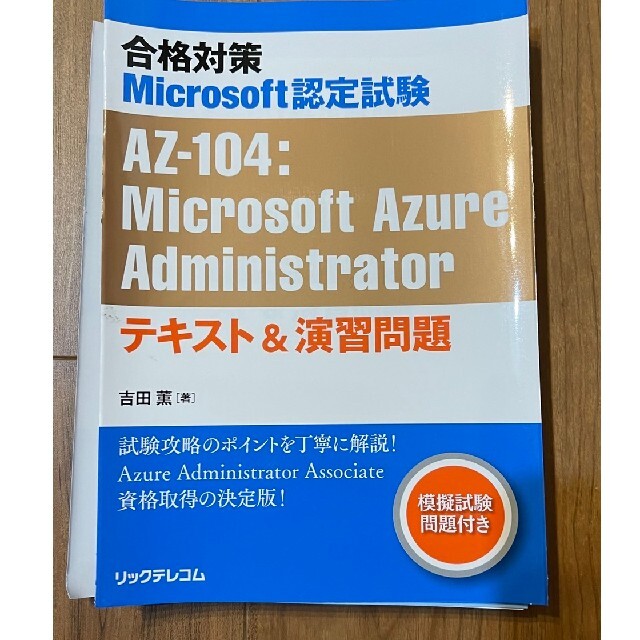 合格対策
Microsoft認定試験
AZ-104:
Microsoft Azure
Administrator
テキスト&演習問題
吉田 薫[著]
試験攻略のポイントを丁寧に解説!
Azure Administrator Associate
資格取得の決定版!
模擬試験
問題付き
リックテレコム